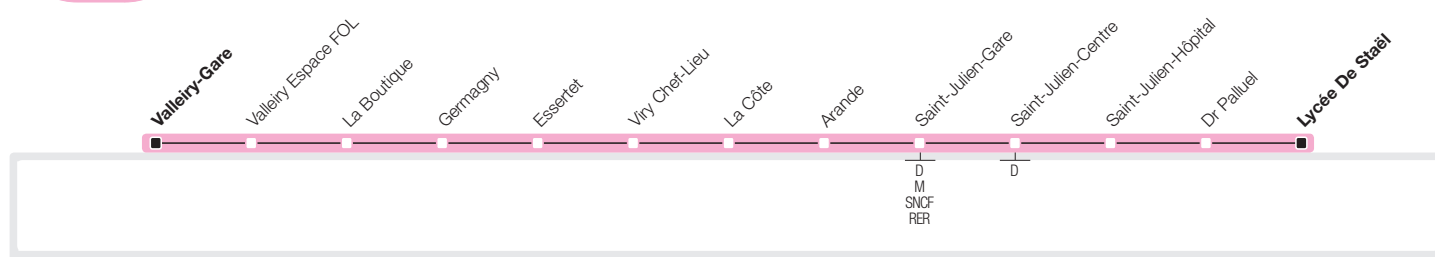 Valleiry-Gare
Valleiry Espace FOL
La Boutique
Germagny
Essertet
Viry Chef-Lieu
La Côte
Arande
Saint-Julien-Gare
Saint-Julien-Centre
Saint-Julien-Hôpital
Dr Palluel
Lycée De Staël
D
M
SNCF
RER
D